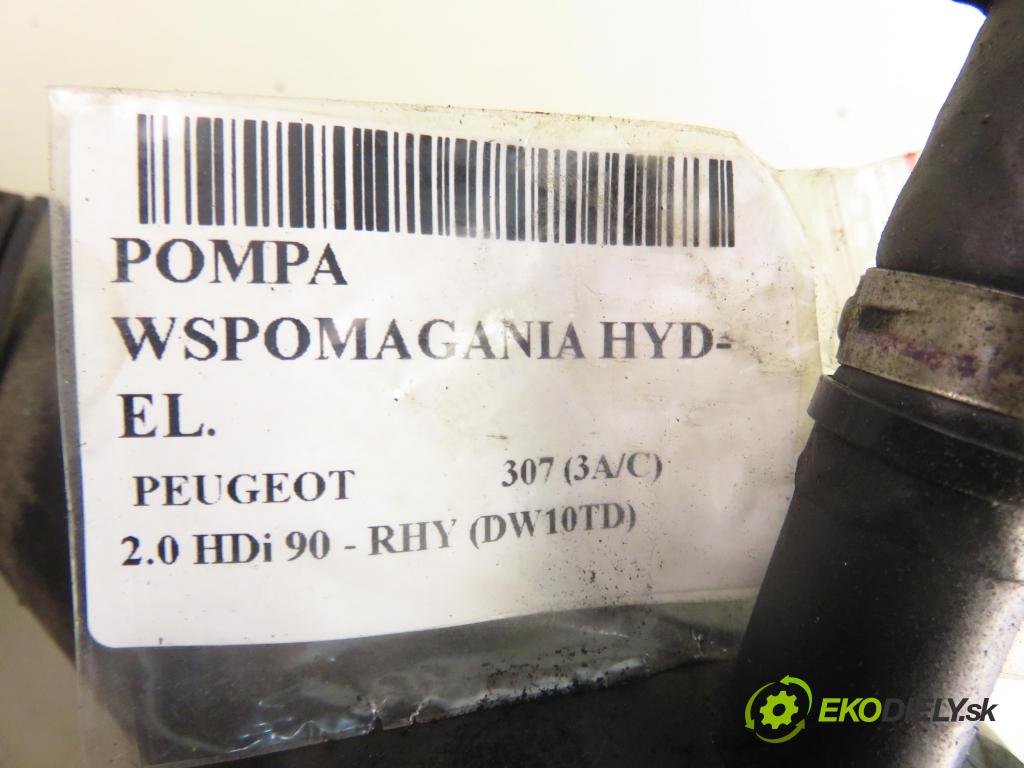 POMPA
WSPOMAGANIA HYD-
EL.
PEUGEOT 307 (3A/C)
2.0 HDi 90 - RHY (DW10TD)
EKODIELY.sk